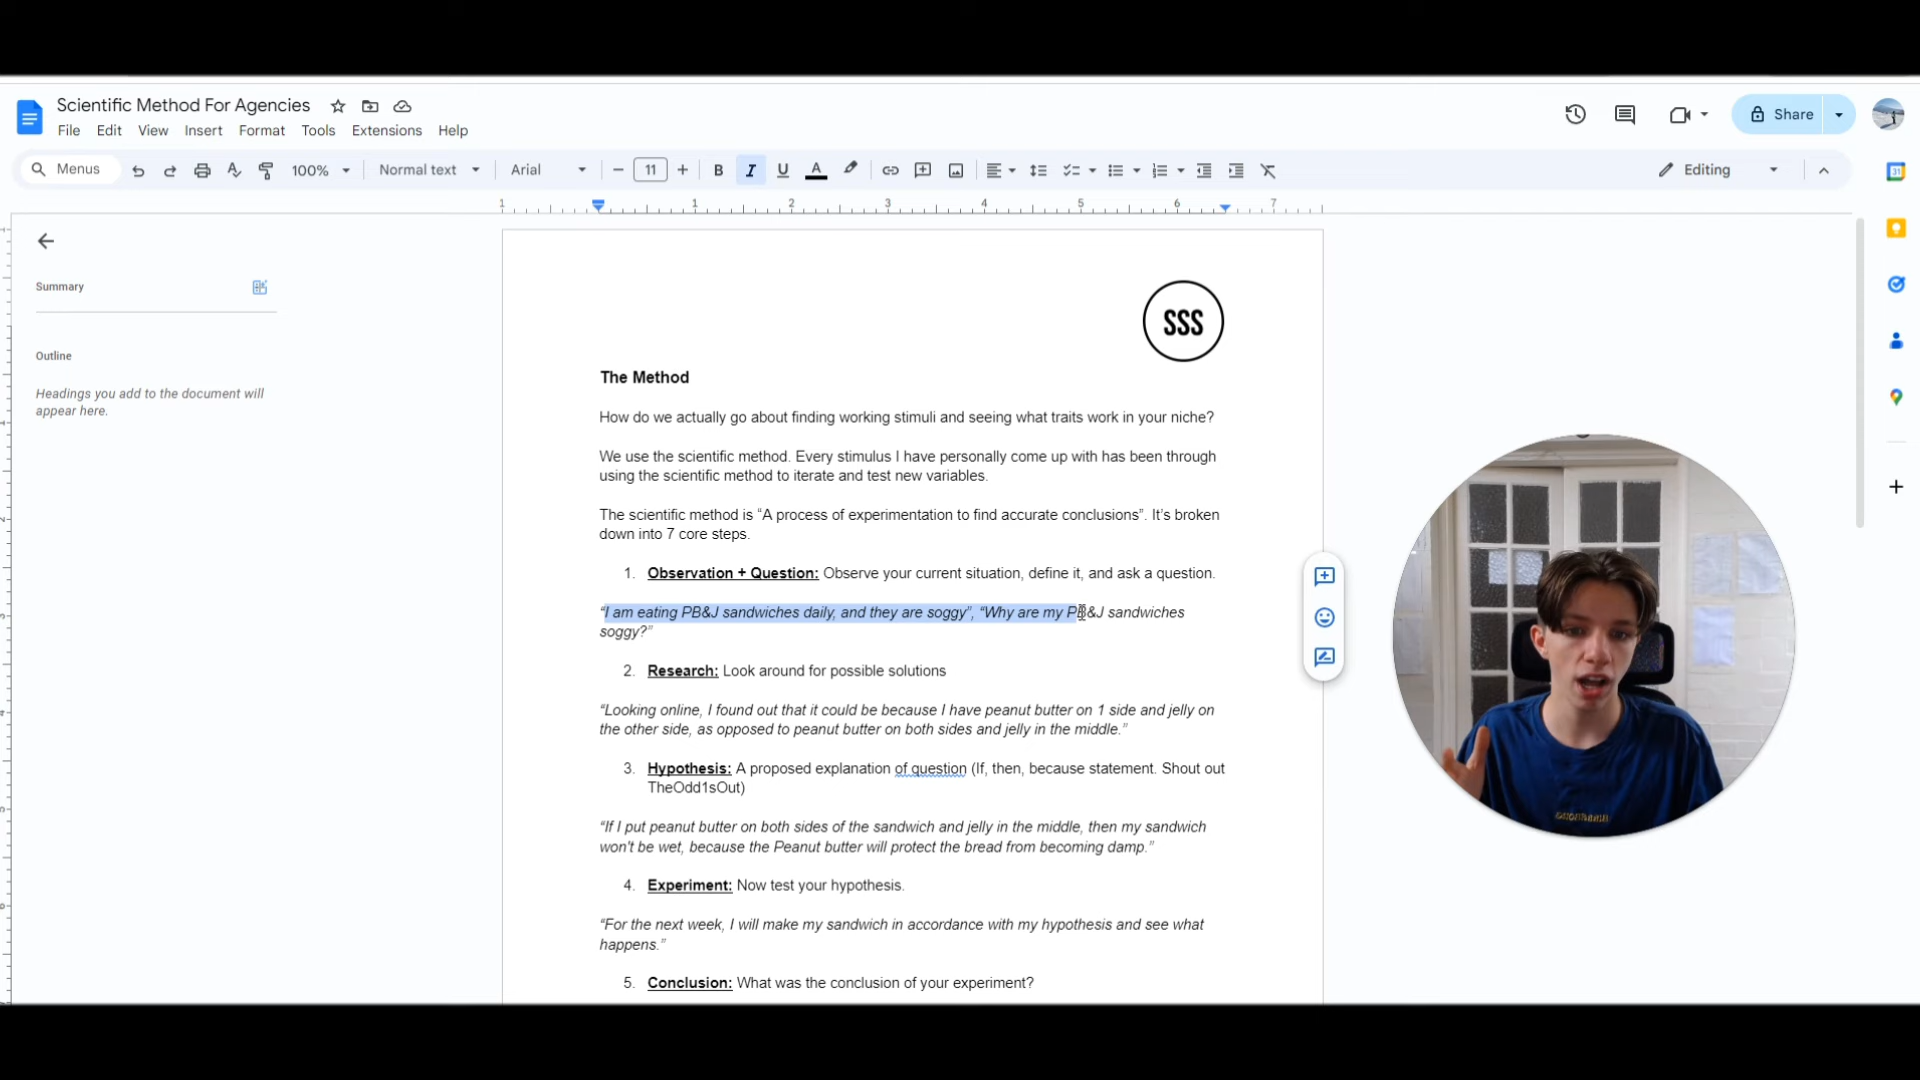 Scientific Method For Agencies
File Edit View Insert Format Tools Extensions Help
Share
Menus
100%
Normal text
Arial
11
B I U A
Editing
1 1 2 3 4 5 6 7
31
Summary
Outline
Headings you add to the document will
appear here.
SSS
The Method
How do we actually go about finding working stimuli and seeing what traits work in your niche?
We use the scientific method. Every stimulus I have personally come up with has been through
using the scientific method to iterate and test new variables.
The scientific method is “A process of experimentation to find accurate conclusions”. It’s broken
down into 7 core steps.
1. Observation + Question: Observe your current situation, define it, and ask a question.
“I am eating PB&J sandwiches daily, and they are soggy”, “Why are my PB&J sandwiches
soggy?”
2. Research: Look around for possible solutions
“Looking online, I found out that it could be because I have peanut butter on 1 side and jelly on
the other side, as opposed to peanut butter on both sides and jelly in the middle.”
3. Hypothesis: A proposed explanation of question (If, then, because statement. Shout out
TheOdd1sOut)
“If I put peanut butter on both sides of the sandwich and jelly in the middle, then my sandwich
won't be wet, because the Peanut butter will protect the bread from becoming damp.”
4. Experiment: Now test your hypothesis.
“For the next week, I will make my sandwich in accordance with my hypothesis and see what
happens.”
5. Conclusion: What was the conclusion of your experiment?